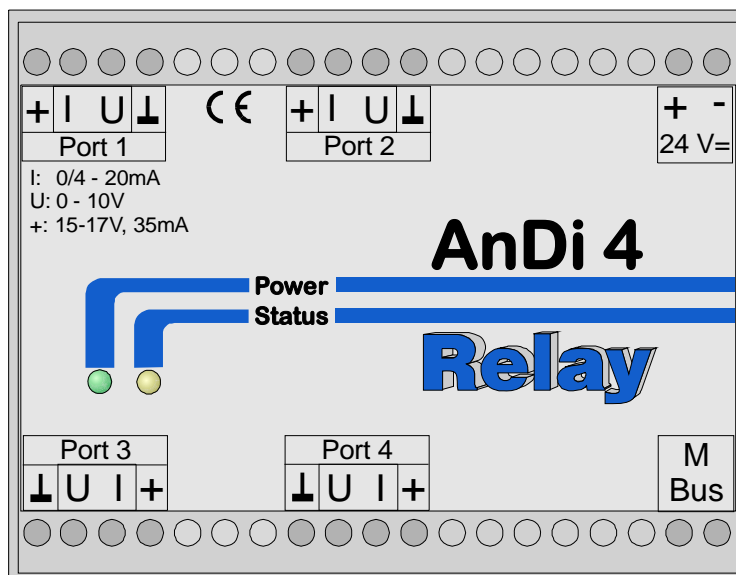 + I U ⊥
CE
+ I U ⊥
+ -
Port 1
Port 2
24 V=
I: 0/4 - 20mA
U: 0 - 10V
+: 15-17V, 35mA
AnDi 4
Power
Status
Relay
Port 3
Port 4
M
Bus
⊥ U I +
⊥ U I +